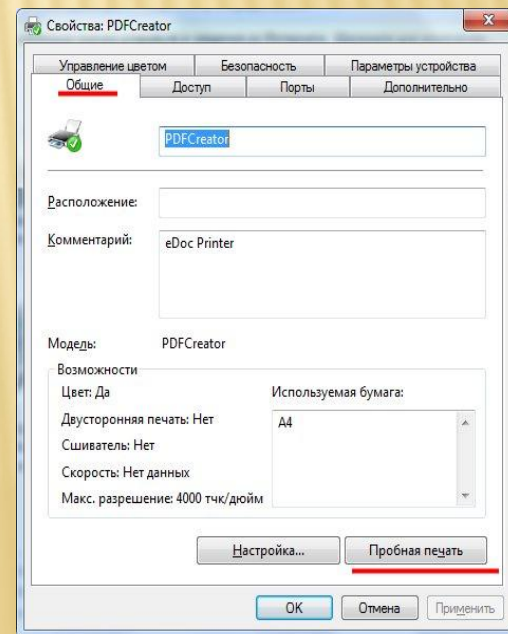 Свойства: PDFCreator
Управление цветом Безопасность Параметры устройства
Общие Доступ Порты Дополнительно
PDFCreator
Расположение:
Комментарий: eDoc Printer
Модель: PDFCreator
Возможности
Цвет: Да Используемая бумага:
Двусторонняя печать: Нет A4
Сшиватель: Нет
Скорость: Нет данных
Макс. разрешение: 4000 тчк/дюйм
Настройка... Пробная печать
OK Отмена Применить